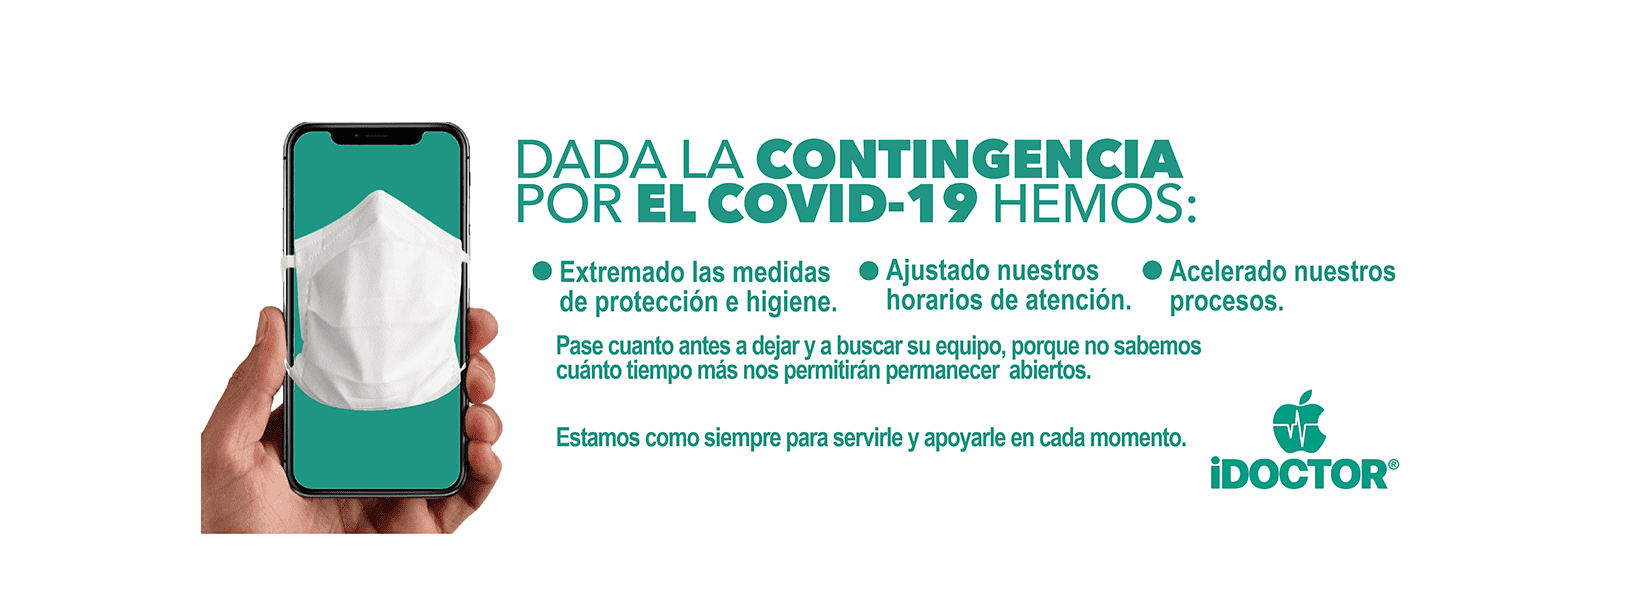 DADA LA CONTINGENCIA
POR EL COVID-19 HEMOS:
● Extremado las medidas
de protección e higiene.
● Ajustado nuestros
horarios de atención.
● Acelerado nuestros
procesos.
Pase cuanto antes a dejar y a buscar su equipo, porque no sabemos
cuánto tiempo más nos permitirán permanecer abiertos.
Estamos como siempre para servirle y apoyarle en cada momento.
iDOCTOR®